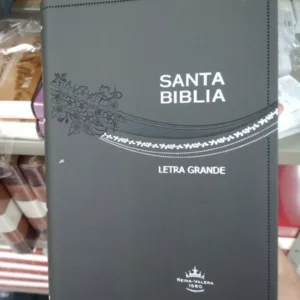 SANTA
BIBLIA
LETRA GRANDE
REINA-VALERA
1960